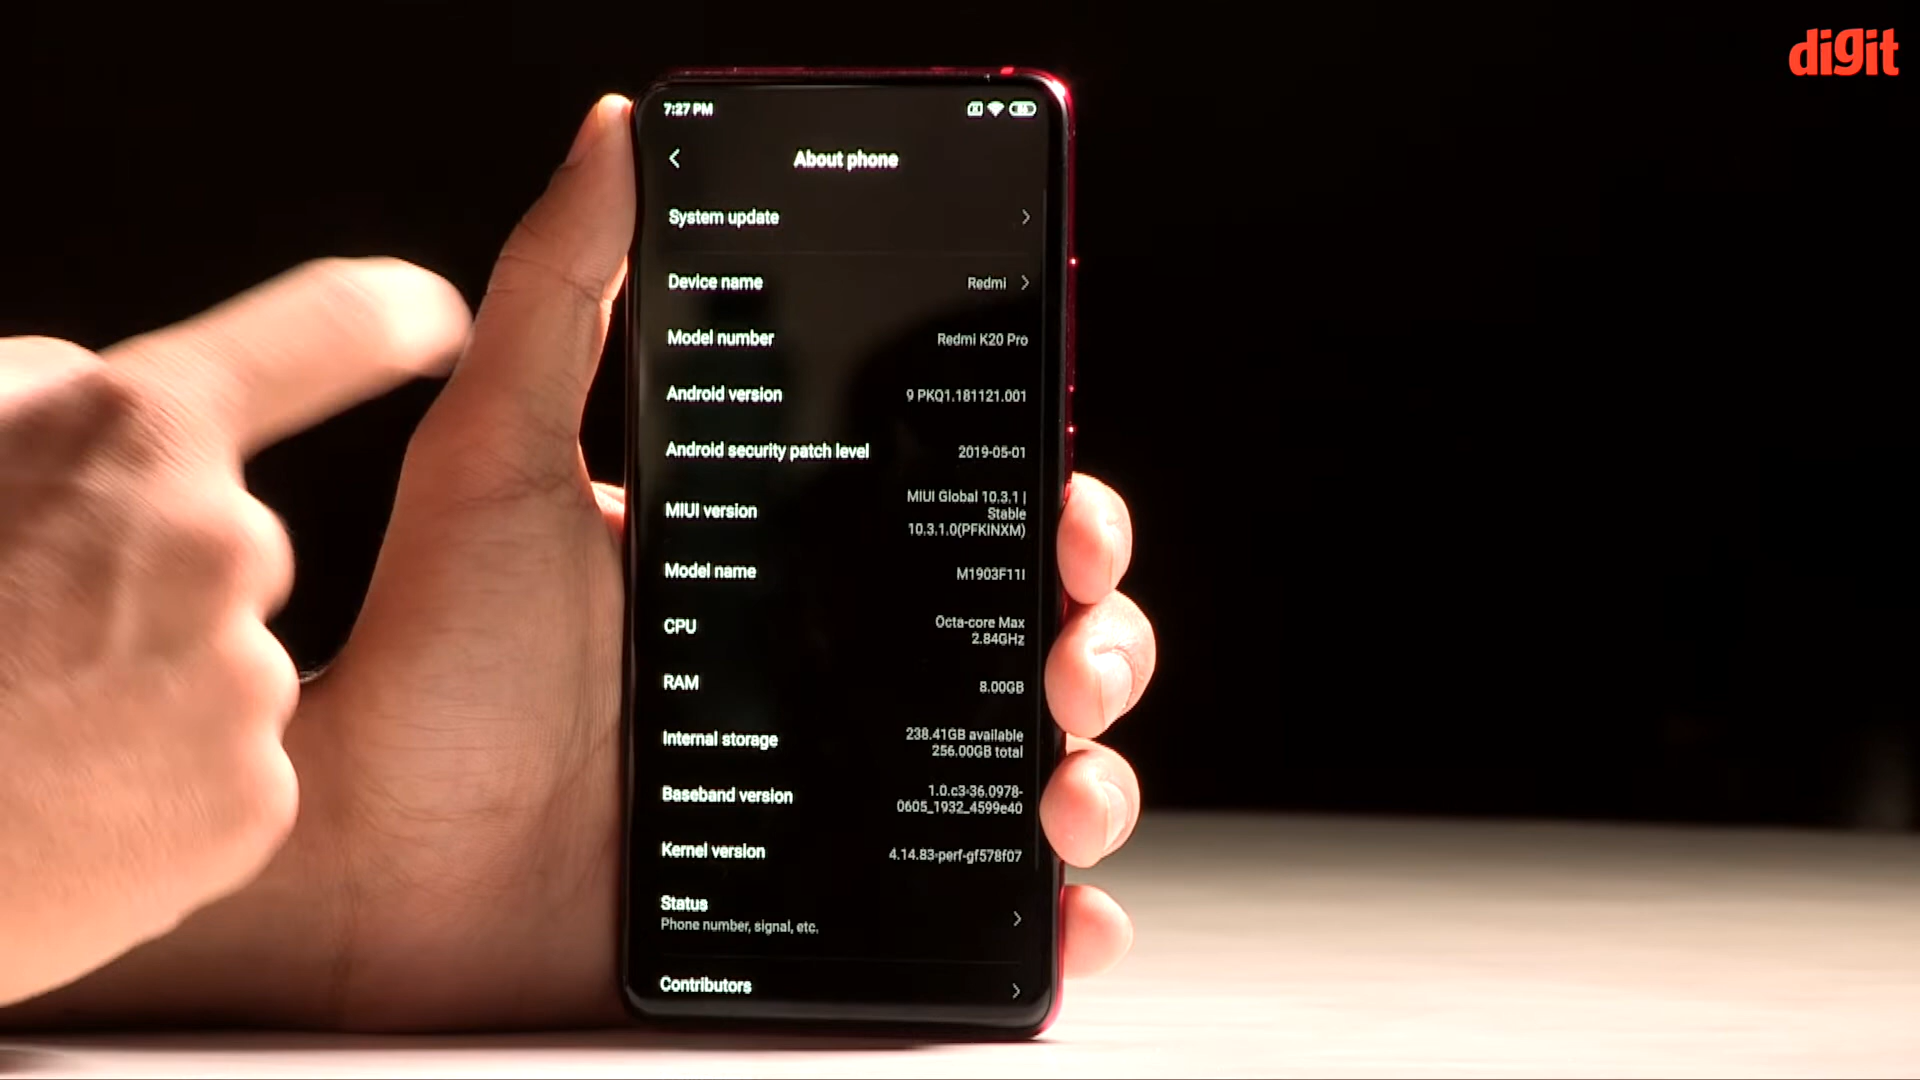 digit
7:27 PM
About phone
System update
Device name Redmi
Model number Redmi K20 Pro
Android version 9 PKQ1.181121.001
Android security patch level 2019-05-01
MIUI version MIUI Global 10.3.1 |
Stable
10.3.1.0(PFKINXM)
Model name M1903F11I
CPU Octa-core Max
2.84GHz
RAM 8.00GB
Internal storage 238.41GB available
256.00GB total
Baseband version 1.0.c3-36.0978-
0605_1932_4599e40
Kernel version 4.14.83-perf-gf578f07
Status
Phone number, signal, etc.
Contributors